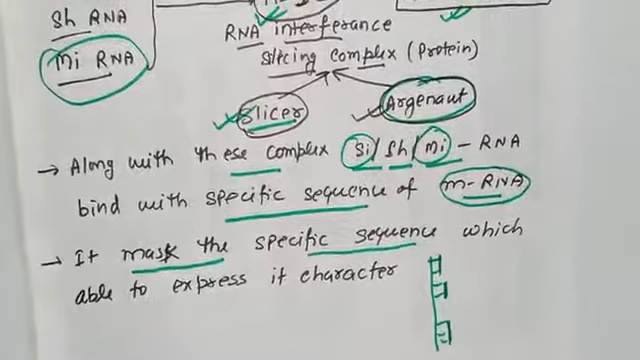 Sh RNA
Mi RNA
RNA interferance
slicing complex (Protein)
Slicer
Argenaut
→ Along with these complex Si/Sh/Mi - RNA
bind with specific sequence of m-RNA
→ It mask the specific sequence which
able to express it character